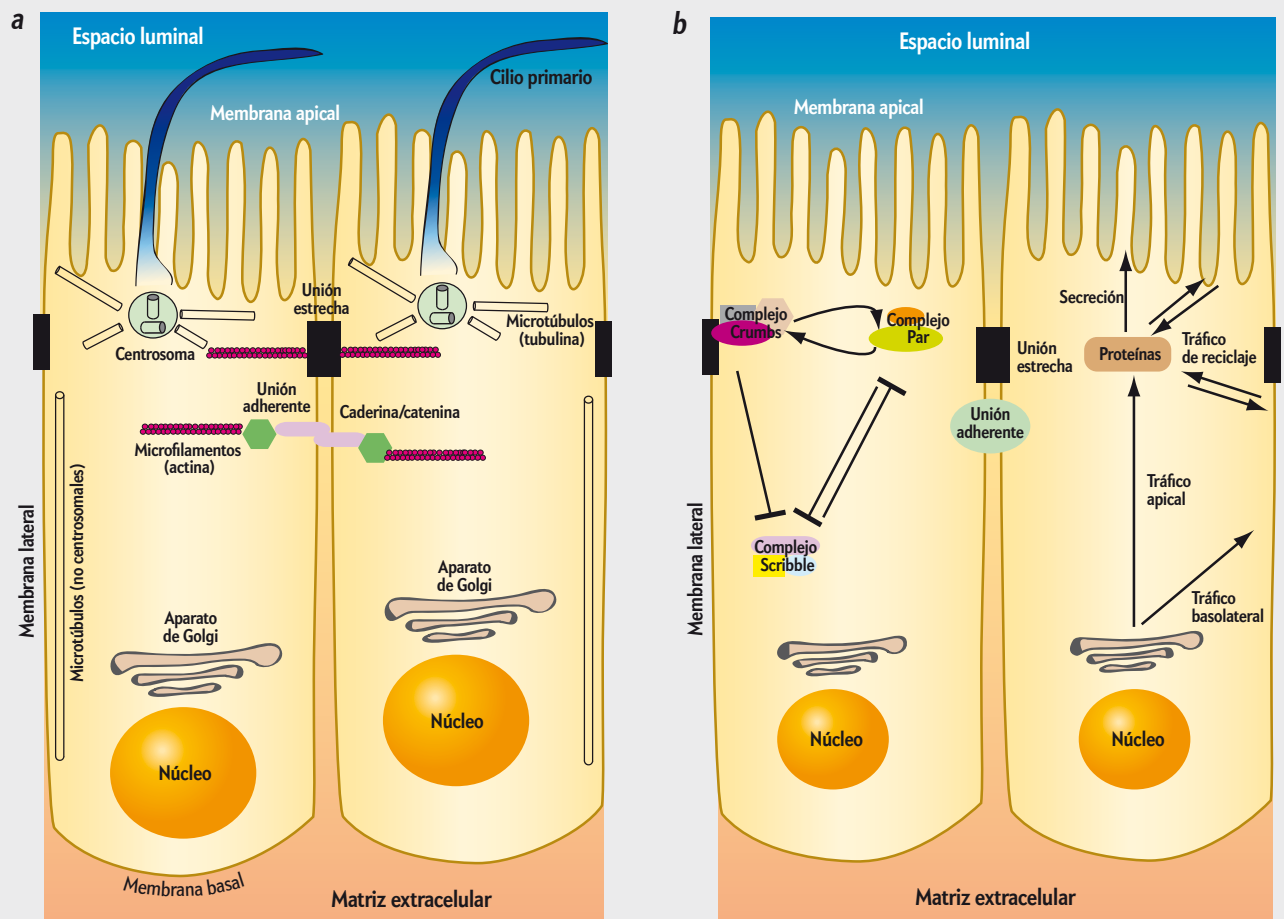 a
Espacio luminal
Cilio primario
Membrana apical
Unión
estrecha
Microtúbulos
(tubulina)
Centrosoma
Unión
adherente
Caderina/catenina
Microfilamentos
(actina)
Membrana lateral
Microtúbulos (no centrosomales)
Aparato
de Golgi
Aparato
de Golgi
Núcleo
Núcleo
Membrana basal
Matriz extracelular
b
Espacio luminal
Membrana apical
Complejo
Crumbs
Complejo
Par
Secreción
Unión
estrecha
Proteínas
Tráfico
de reciclaje
Unión
adherente
Tráfico
apical
Membrana lateral
Complejo
Scribble
Tráfico
basolateral
Núcleo
Núcleo
Matriz extracelular